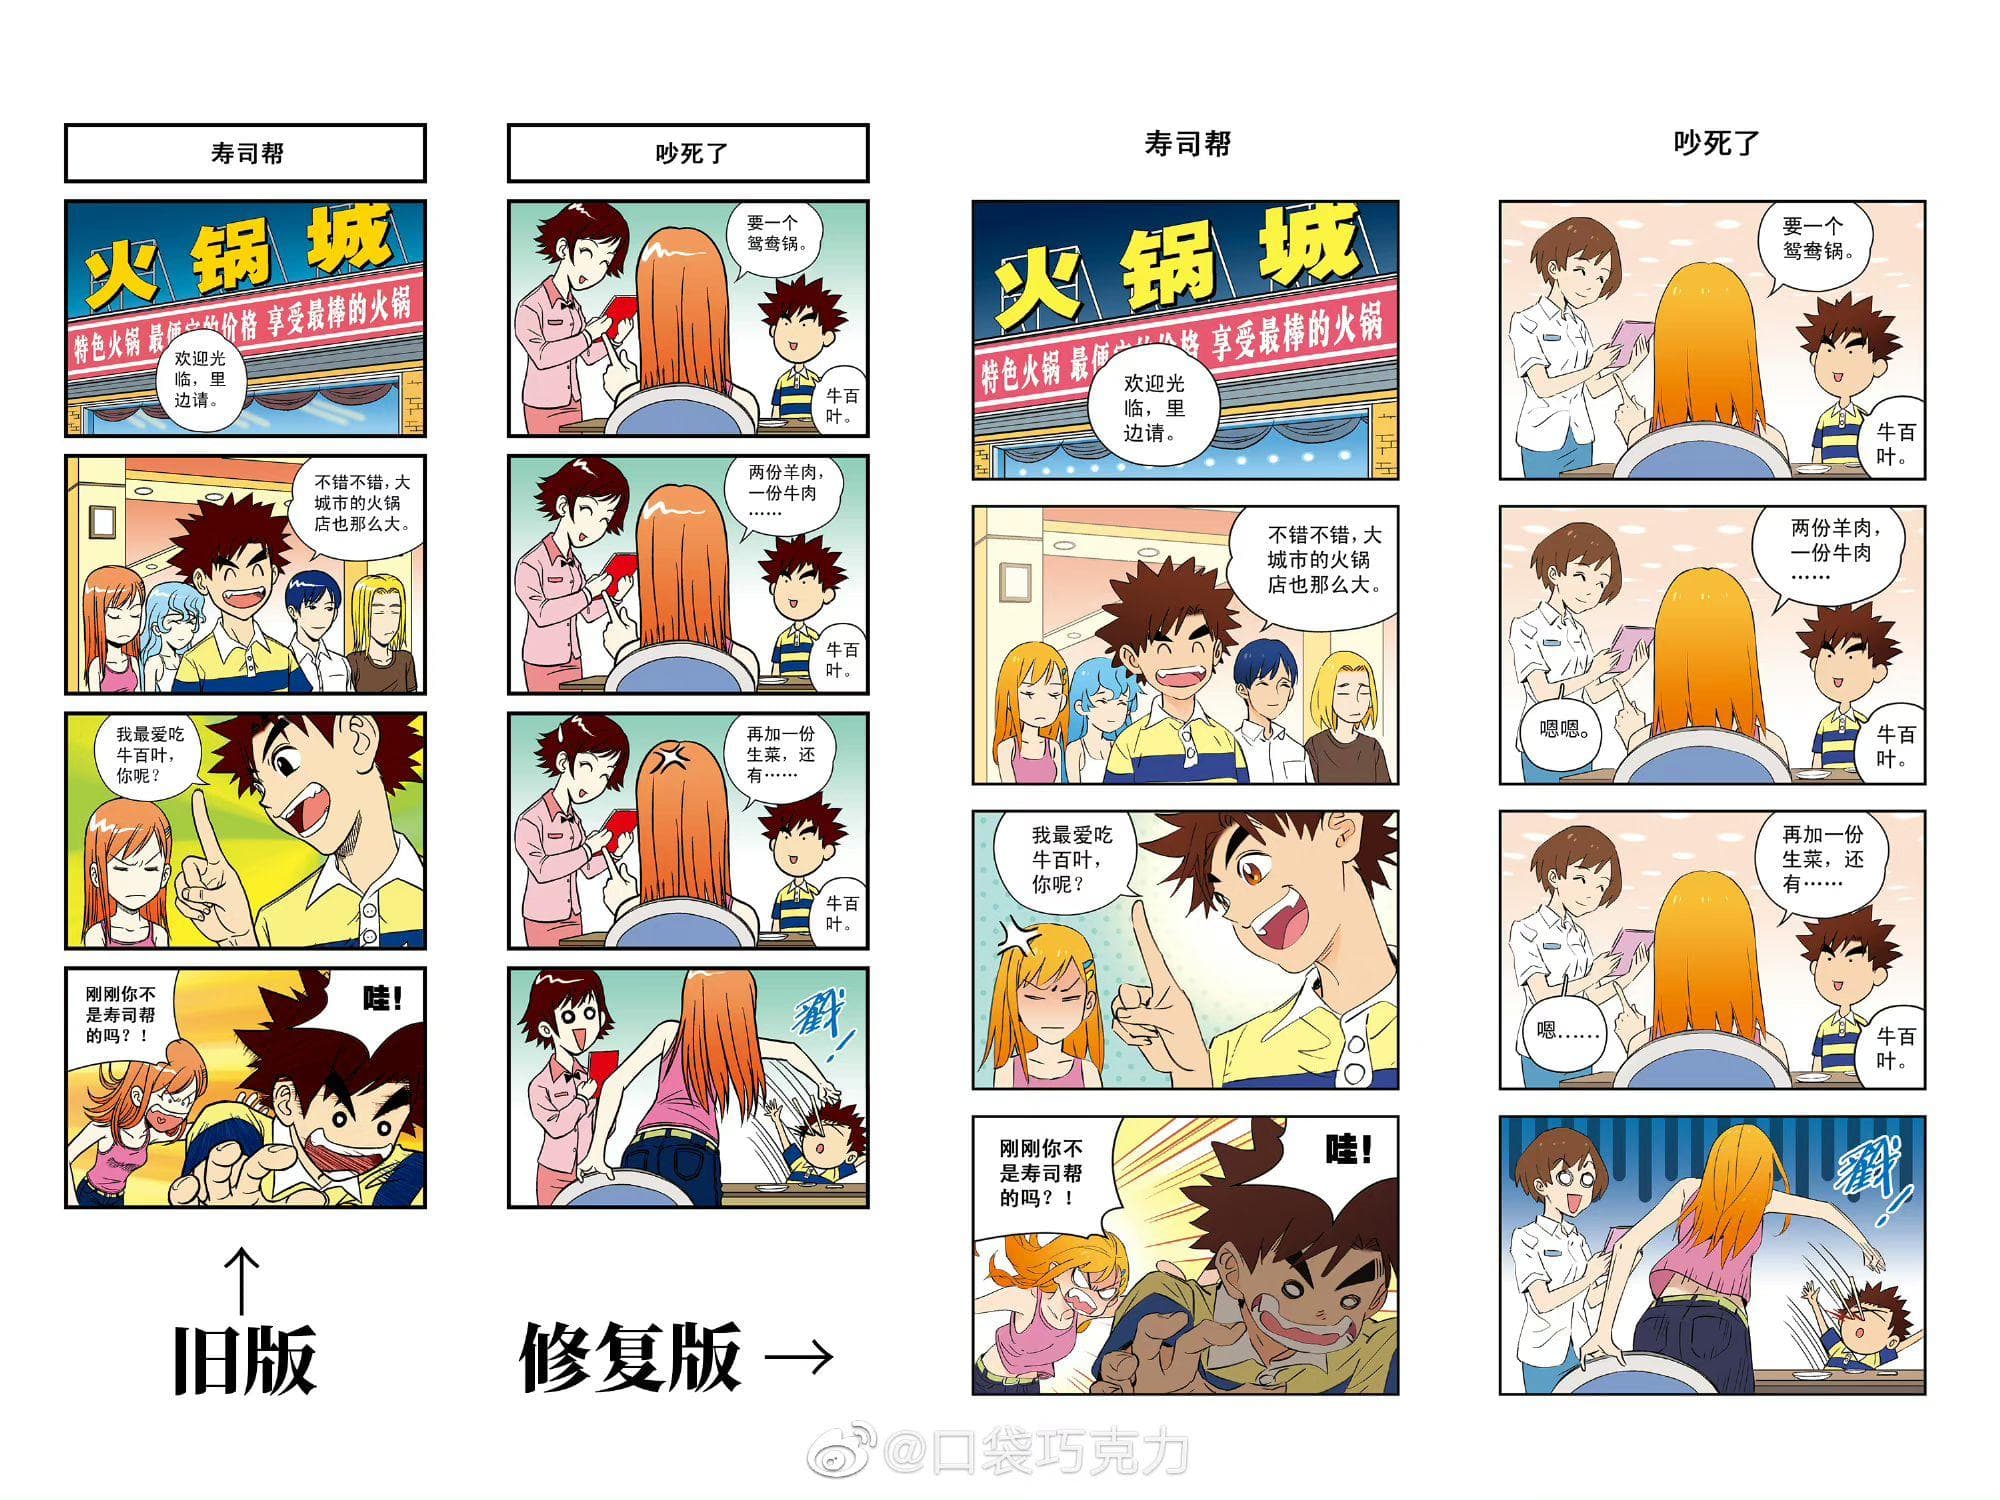 寿司帮
火锅城
特色火锅 最便宜的价格 享受最棒的火锅
欢迎光
临，里
边请。
不错不错，大
城市的火锅
店也那么大。
我最爱吃
牛百叶，
你呢？
刚刚你不
是寿司帮
的吗？！
哇！
↑
旧版
吵死了
要一个
鸳鸯锅。
牛百
叶。
两份羊肉，
一份牛肉
……
牛百
叶。
再加一份
生菜，还
有……
牛百
叶。
戳！
修复版 →
寿司帮
火锅城
特色火锅 最便宜的价格 享受最棒的火锅
欢迎光
临，里
边请。
不错不错，大
城市的火锅
店也那么大。
我最爱吃
牛百叶，
你呢？
刚刚你不
是寿司帮
的吗？！
哇！
吵死了
要一个
鸳鸯锅。
牛百
叶。
两份羊肉，
一份牛肉
……
嗯嗯。
牛百
叶。
再加一份
生菜，还
有……
嗯……
牛百
叶。
戳！
@口袋巧克力